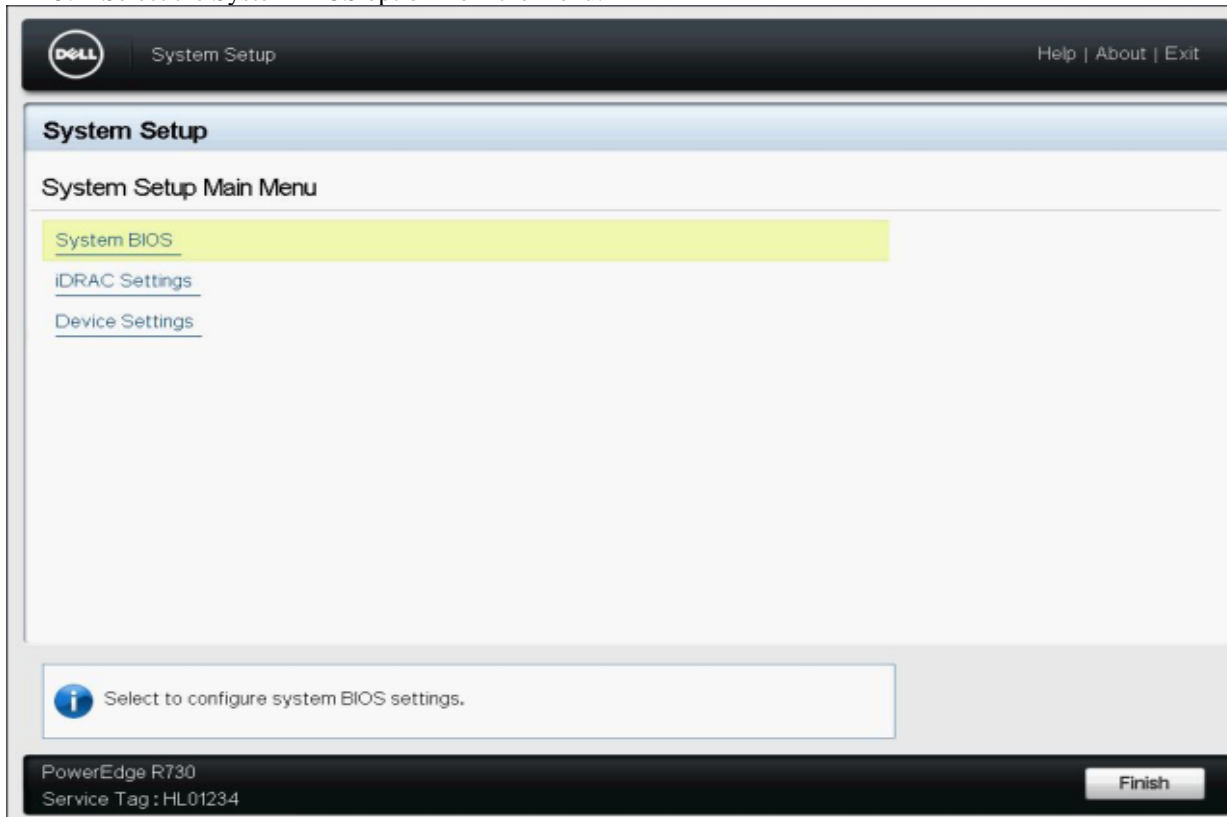 DELL
System Setup
Help | About | Exit
System Setup
System Setup Main Menu
System BIOS
iDRAC Settings
Device Settings
Select to configure system BIOS settings.
PowerEdge R730
Service Tag : HL01234
Finish